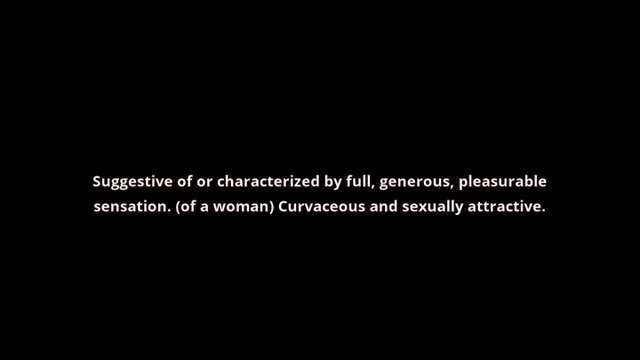 Suggestive of or characterized by full, generous, pleasurable
sensation. (of a woman) Curvaceous and sexually attractive.